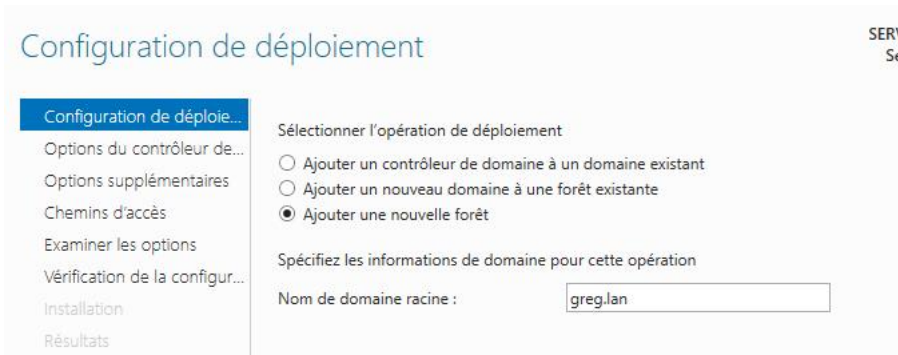 Configuration de déploiement
Configuration de déploie...
Options du contrôleur de...
Options supplémentaires
Chemins d'accès
Examiner les options
Vérification de la configur...
Installation
Résultats
Sélectionner l'opération de déploiement
Ajouter un contrôleur de domaine à un domaine existant
Ajouter un nouveau domaine à une forêt existante
Ajouter une nouvelle forêt
Spécifiez les informations de domaine pour cette opération
Nom de domaine racine :
greg.lan